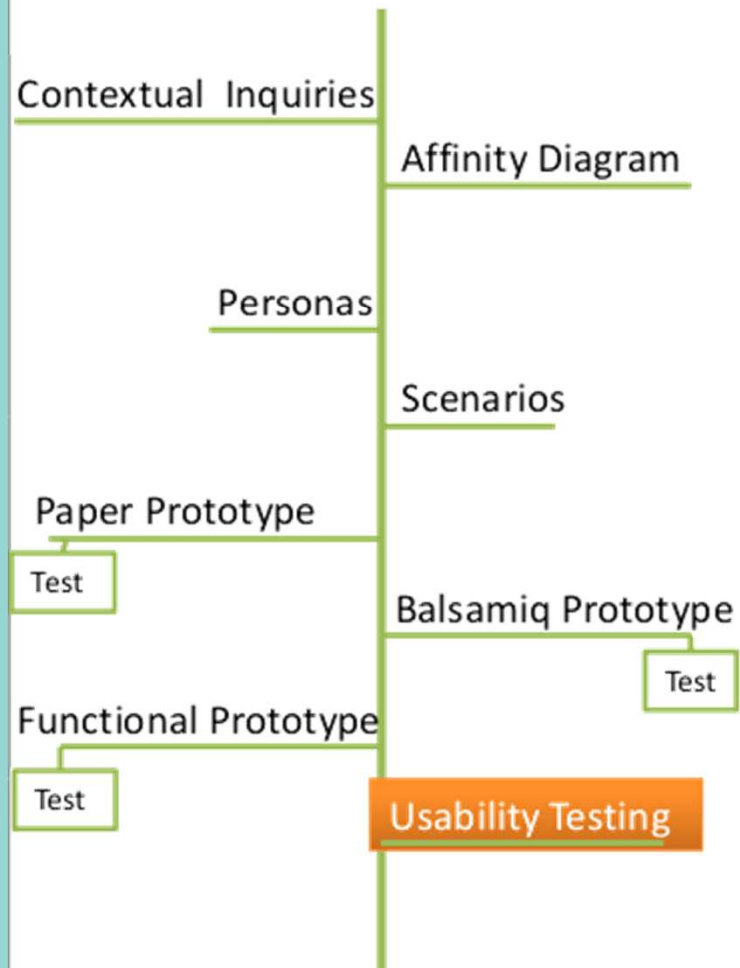 Contextual Inquiries
Affinity Diagram
Personas
Scenarios
Paper Prototype
Test
Balsamiq Prototype
Test
Functional Prototype
Test
Usability Testing